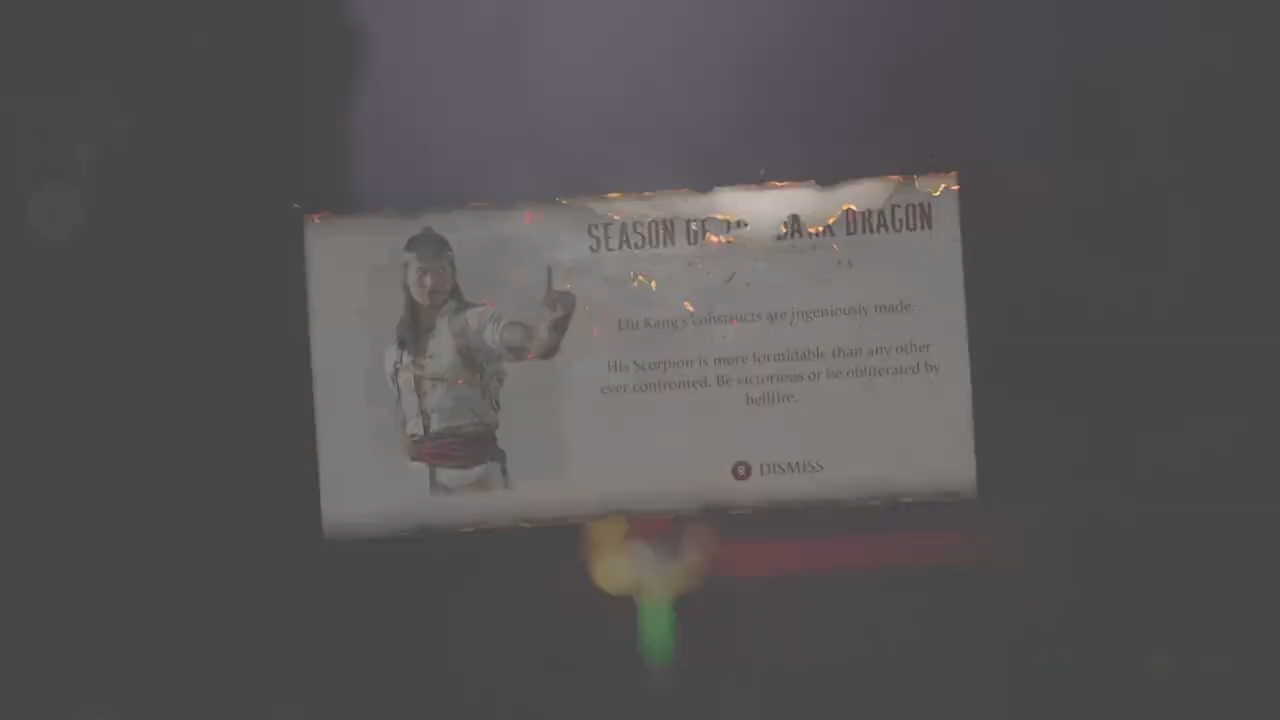 SEASON OF THE DARK DRAGON
Liu Kang's constructs are ingeniously made.
His Scorpion is more formidable than any other
ever confronted. Be victorious or be obliterated by
hellfire.
B DISMISS